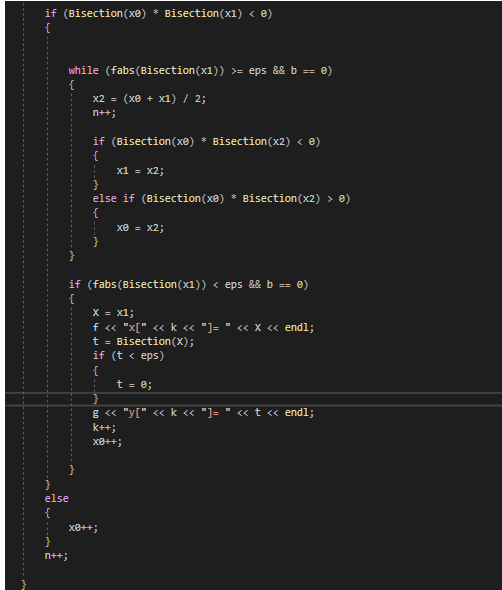 if (Bisection(x0) * Bisection(x1) < 0)
{
while (fabs(Bisection(x1)) >= eps && b == 0)
{
x2 = (x0 + x1) / 2;
n++;
if (Bisection(x0) * Bisection(x2) < 0)
{
x1 = x2;
}
else if (Bisection(x0) * Bisection(x2) > 0)
{
x0 = x2;
}
}
if (fabs(Bisection(x1)) < eps && b == 0)
{
X = x1;
f << "x[" << k << "]= " << X << endl;
t = Bisection(X);
if (t < eps)
{
t = 0;
}
g << "y[" << k << "]= " << t << endl;
k++;
x0++;
}
}
else
{
x0++;
}
n++;
}